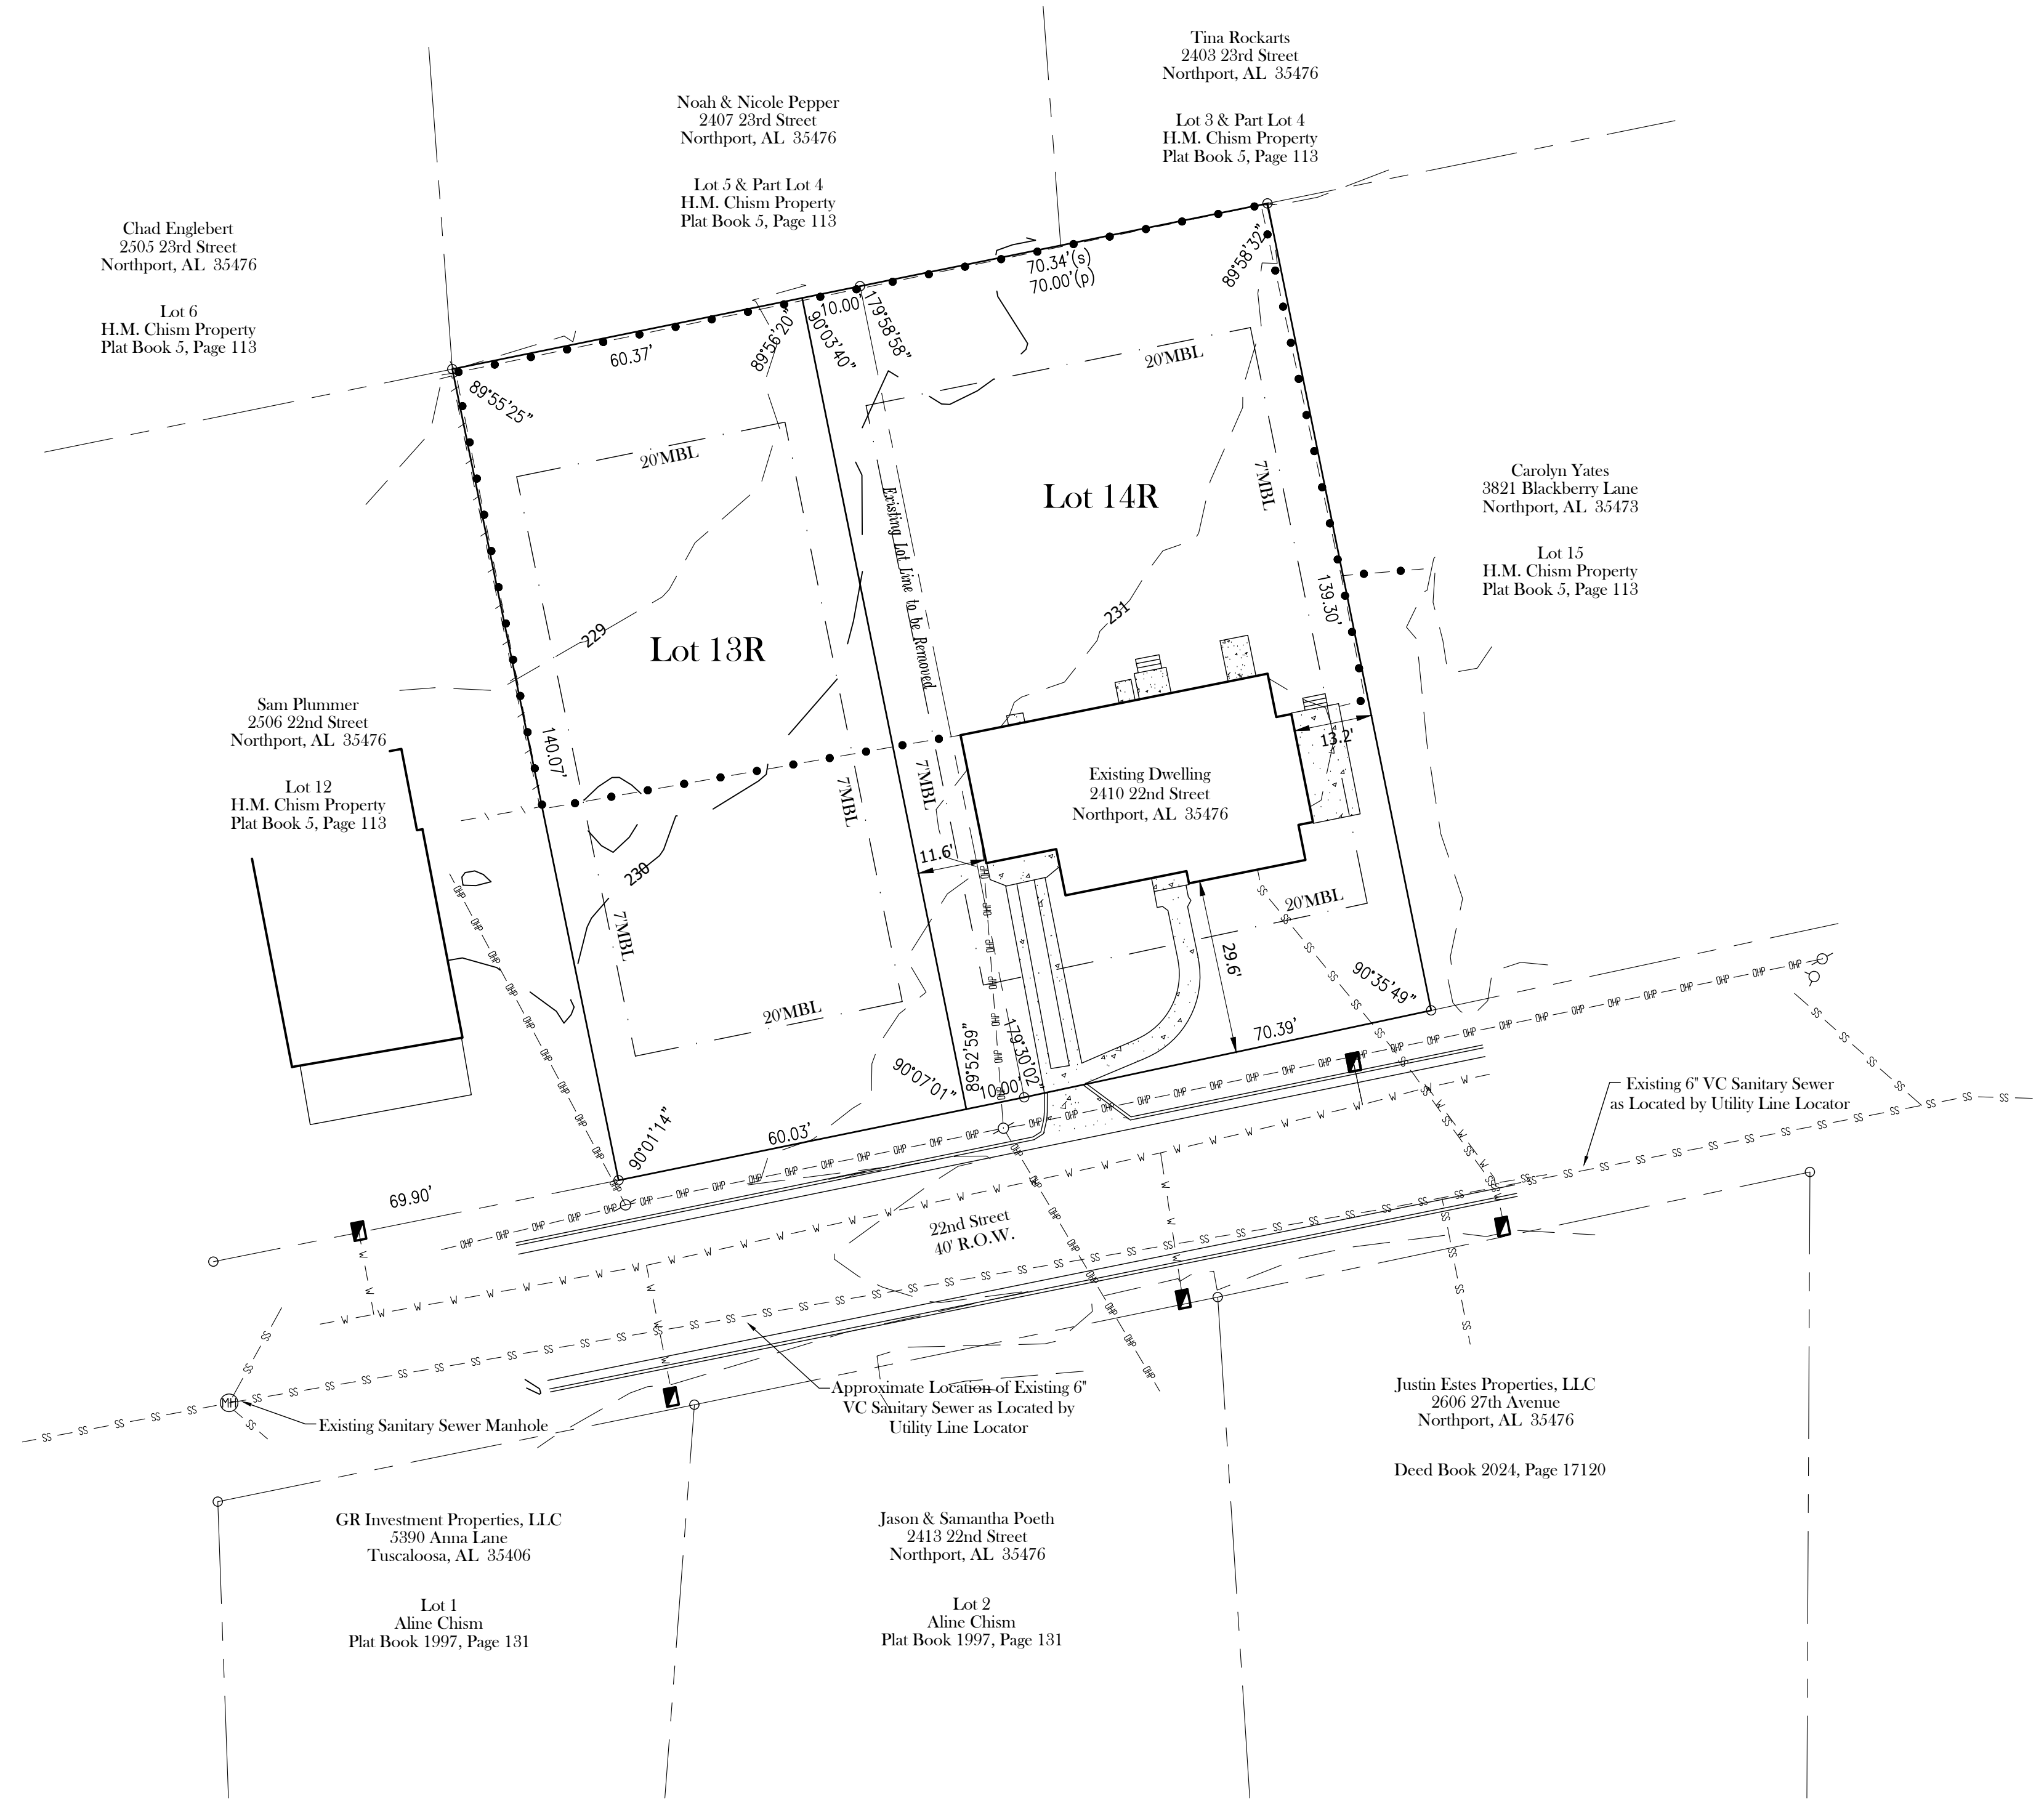 Tina Rockarts
2403 23rd Street
Northport, AL 35476
Lot 3 & Part Lot 4
H.M. Chism Property
Plat Book 5, Page 113
Noah & Nicole Pepper
2407 23rd Street
Northport, AL 35476
Lot 5 & Part Lot 4
H.M. Chism Property
Plat Book 5, Page 113
Chad Englebert
2505 23rd Street
Northport, AL 35476
Lot 6
H.M. Chism Property
Plat Book 5, Page 113
70.34'(s)
70.00'(p)
89°58'32"
10.00'
179°58'58"
90°03'40"
89°56'20"
60.37'
89°55'25"
20'MBL
20'MBL
7'MBL
Lot 14R
Existing Lot Line to be Removed
Carolyn Yates
3821 Blackberry Lane
Northport, AL 35473
Lot 15
H.M. Chism Property
Plat Book 5, Page 113
139.30'
231
229
Lot 13R
Sam Plummer
2506 22nd Street
Northport, AL 35476
Lot 12
H.M. Chism Property
Plat Book 5, Page 113
140.07'
13.2'
Existing Dwelling
2410 22nd Street
Northport, AL 35476
7'MBL
7'MBL
11.6'
230
7'MBL
20'MBL
29.6'
90°35'49"
20'MBL
70.39'
179°30'02"
89°52'59"
90°07'01"
10.00'
90°01'14"
60.03'
69.90'
Existing 6" VC Sanitary Sewer
as Located by Utility Line Locator
22nd Street
40' R.O.W.
OHP
W
SS
MH
Existing Sanitary Sewer Manhole
Approximate Location of Existing 6"
VC Sanitary Sewer as Located by
Utility Line Locator
Justin Estes Properties, LLC
2606 27th Avenue
Northport, AL 35476
Deed Book 2024, Page 17120
GR Investment Properties, LLC
5390 Anna Lane
Tuscaloosa, AL 35406
Lot 1
Aline Chism
Plat Book 1997, Page 131
Jason & Samantha Poeth
2413 22nd Street
Northport, AL 35476
Lot 2
Aline Chism
Plat Book 1997, Page 131